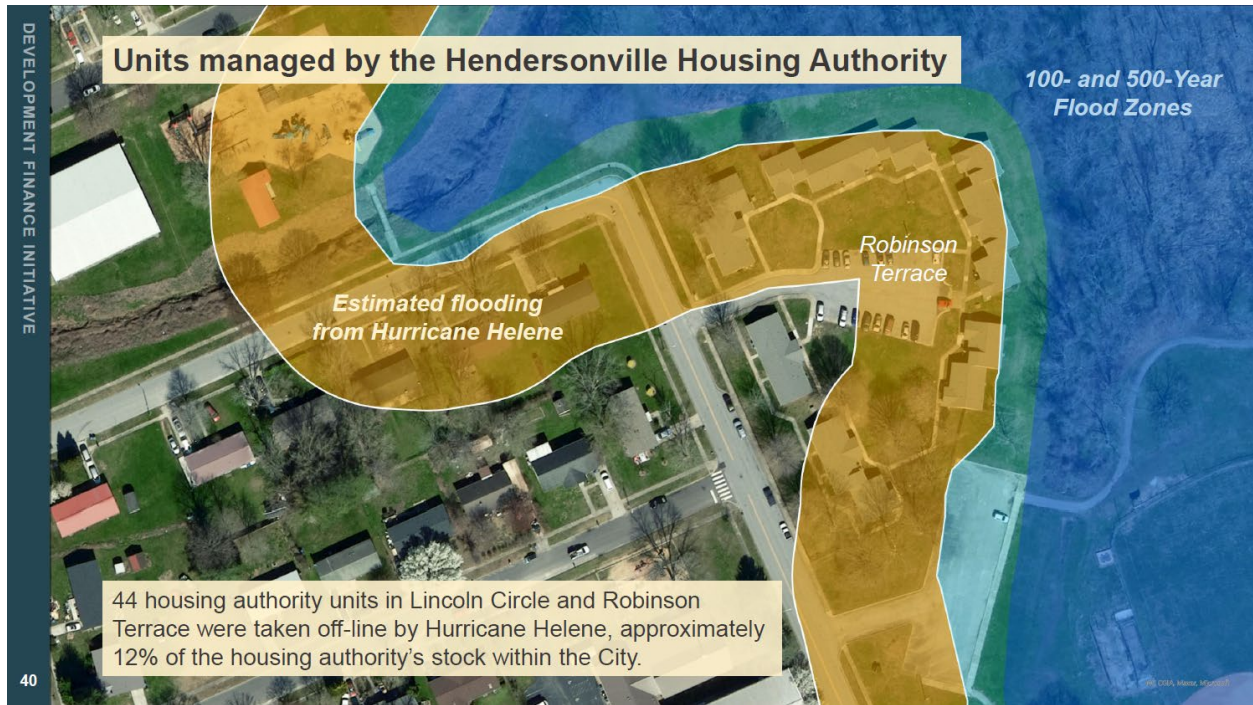 DEVELOPMENT FINANCE INITIATIVE
Units managed by the Hendersonville Housing Authority
100- and 500-Year
Flood Zones
Robinson
Terrace
Estimated flooding
from Hurricane Helene
44 housing authority units in Lincoln Circle and Robinson
Terrace were taken off-line by Hurricane Helene, approximately
12% of the housing authority’s stock within the City.
40
Microsoft